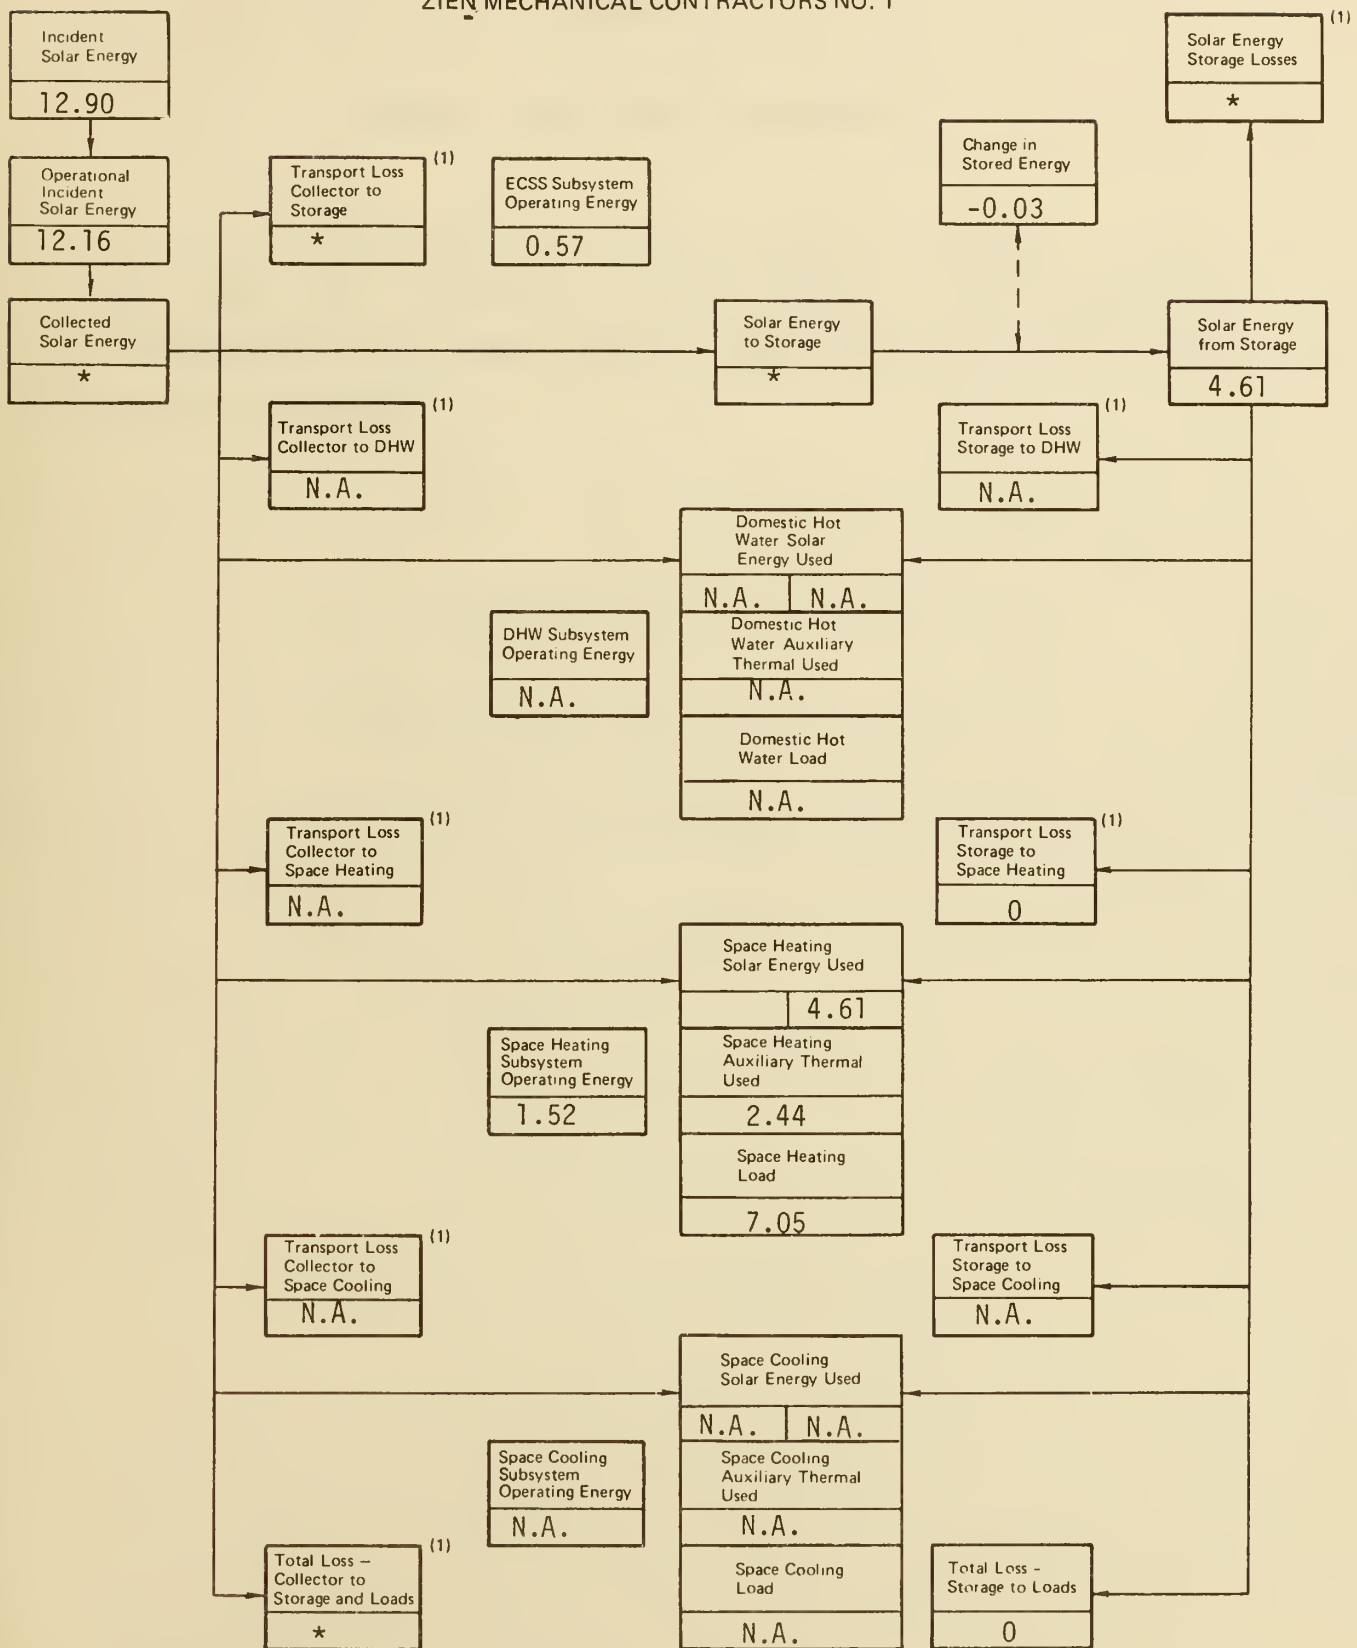 ZIEN MECHANICAL CONTRACTORS NO. 1
Incident
Solar Energy
12.90
(1)
Solar Energy
Storage Losses
*
Operational
Incident
Solar Energy
12.16
(1)
Transport Loss
Collector to
Storage
*
ECSS Subsystem
Operating Energy
0.57
Change in
Stored Energy
-0.03
Collected
Solar Energy
*
Solar Energy
to Storage
*
Solar Energy
from Storage
4.61
(1)
Transport Loss
Collector to DHW
N.A.
(1)
Transport Loss
Storage to DHW
N.A.
Domestic Hot
Water Solar
Energy Used
N.A. N.A.
Domestic Hot
Water Auxiliary
Thermal Used
N.A.
Domestic Hot
Water Load
N.A.
DHW Subsystem
Operating Energy
N.A.
(1)
Transport Loss
Collector to
Space Heating
N.A.
(1)
Transport Loss
Storage to
Space Heating
0
Space Heating
Solar Energy Used
4.61
Space Heating
Auxiliary Thermal
Used
2.44
Space Heating
Load
7.05
Space Heating
Subsystem
Operating Energy
1.52
(1)
Transport Loss
Collector to
Space Cooling
N.A.
Transport Loss
Storage to
Space Cooling
N.A.
Space Cooling
Solar Energy Used
N.A. N.A.
Space Cooling
Auxiliary Thermal
Used
N.A.
Space Cooling
Load
N.A.
Space Cooling
Subsystem
Operating Energy
N.A.
(1)
Total Loss –
Collector to
Storage and Loads
*
Total Loss -
Storage to Loads
0